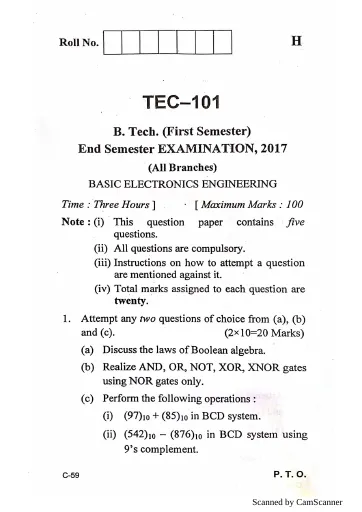 Roll No. H
TEC–101
B. Tech. (First Semester)
End Semester EXAMINATION, 2017
(All Branches)
BASIC ELECTRONICS ENGINEERING
Time : Three Hours ] [ Maximum Marks : 100
Note : (i) This question paper contains five
questions.
(ii) All questions are compulsory.
(iii) Instructions on how to attempt a question
are mentioned against it.
(iv) Total marks assigned to each question are
twenty.
1. Attempt any two questions of choice from (a), (b)
and (c). (2×10=20 Marks)
(a) Discuss the laws of Boolean algebra.
(b) Realize AND, OR, NOT, XOR, XNOR gates
using NOR gates only.
(c) Perform the following operations :
(i) (97)₁₀ + (85)₁₀ in BCD system.
(ii) (542)₁₀ – (876)₁₀ in BCD system using
9's complement.
C-59 P. T. O.
Scanned by CamScanner